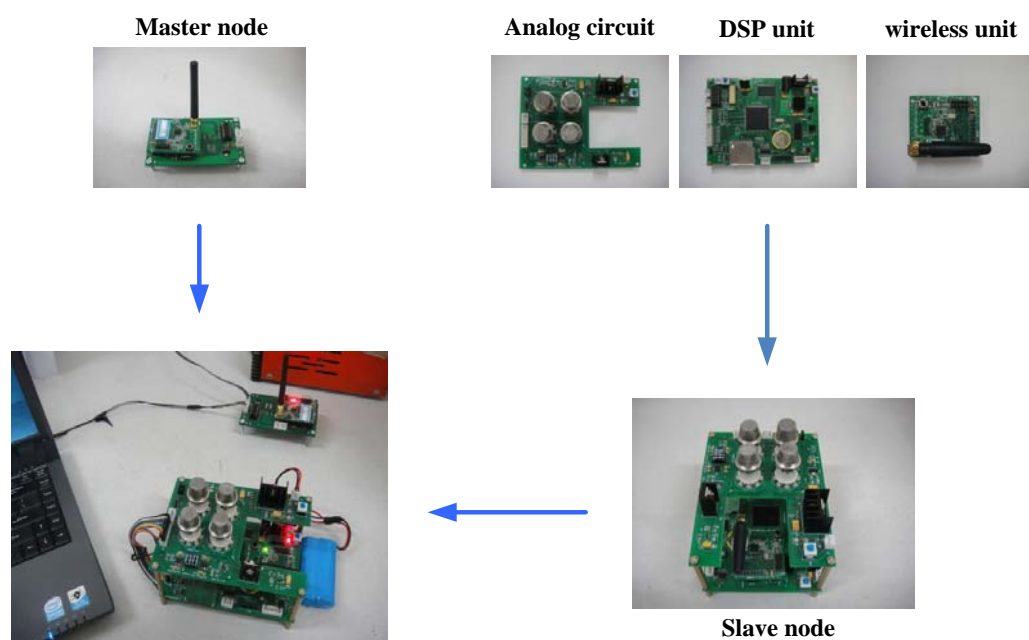 Master node
Analog circuit
DSP unit
wireless unit
Slave node